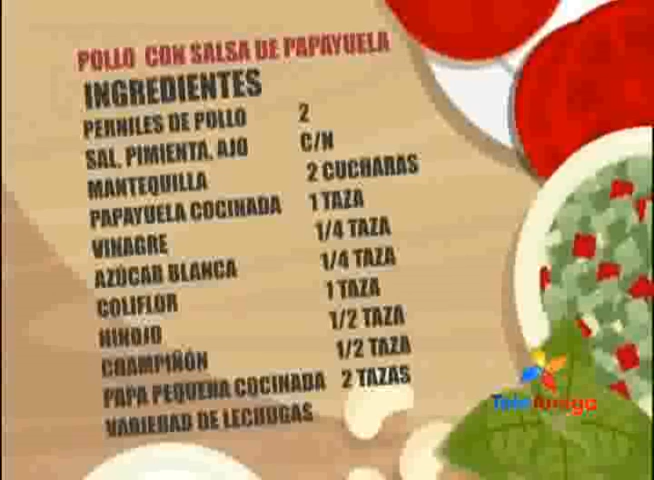 POLLO CON SALSA DE PAPAYUELA
INGREDIENTES
PERNILES DE POLLO 2
SAL, PIMIENTA, AJO C/N
MANTEQUILLA 2 CUCHARAS
PAPAYUELA COCINADA 1 TAZA
VINAGRE 1/4 TAZA
AZÚCAR BLANCA 1/4 TAZA
COLIFLOR 1 TAZA
HINOJO 1/2 TAZA
CHAMPIÑÓN 1/2 TAZA
PAPA PEQUEÑA COCINADA 2 TAZAS
VARIEDAD DE LECHUGAS
TeleAmiga